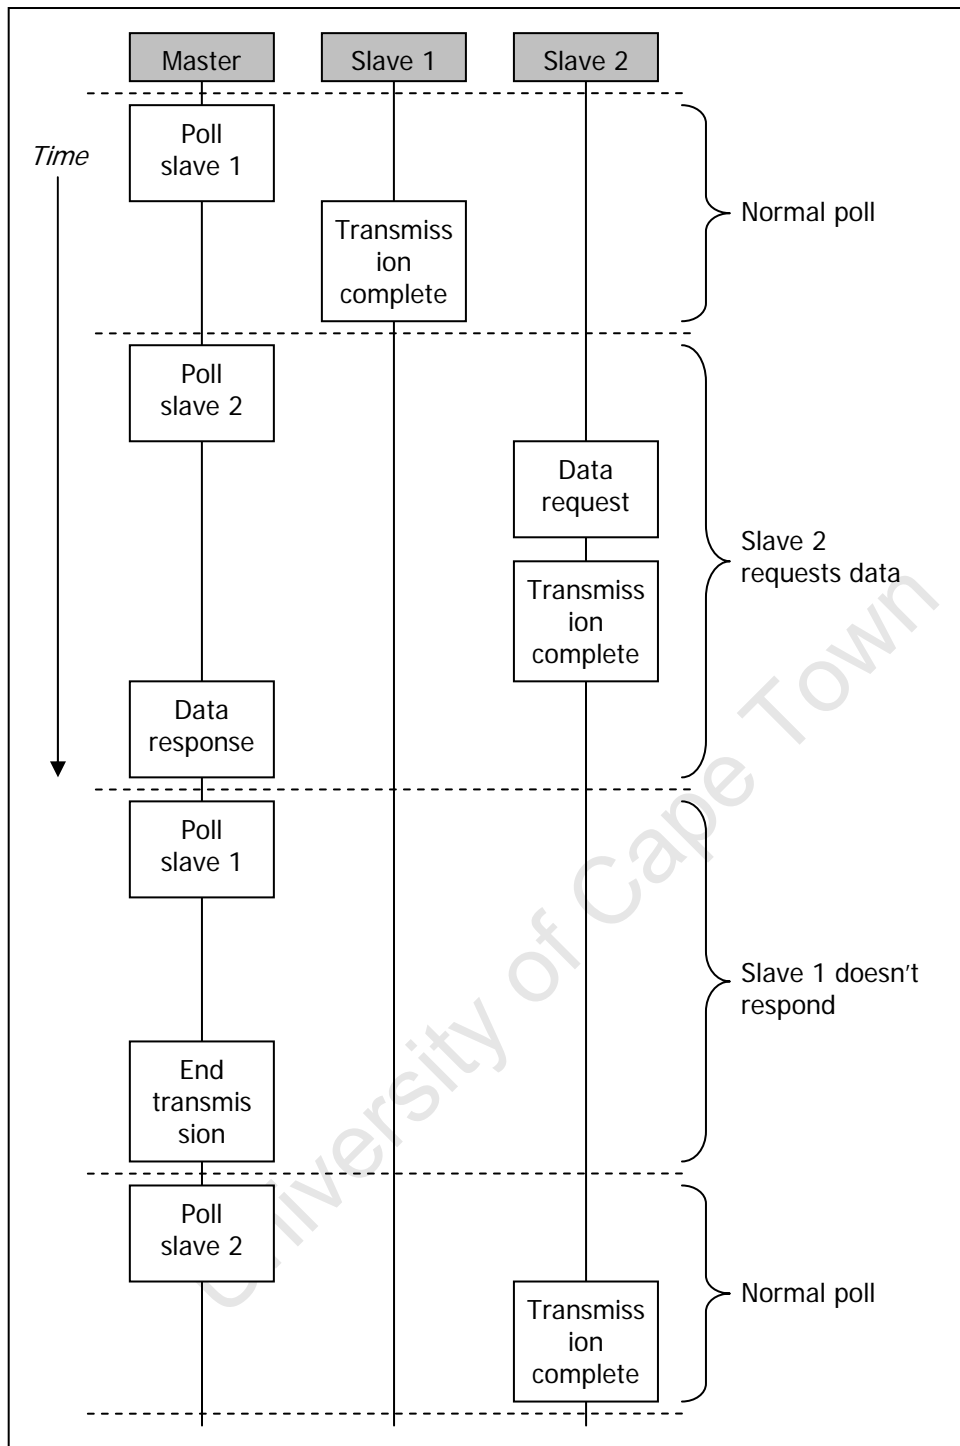 Master
Slave 1
Slave 2
Time
Poll
slave 1
Transmiss
ion
complete
Normal poll
Poll
slave 2
Data
request
Transmiss
ion
complete
Slave 2
requests data
Data
response
Poll
slave 1
Slave 1 doesn't
respond
End
transmis
sion
Poll
slave 2
Transmiss
ion
complete
Normal poll
University of Cape Town